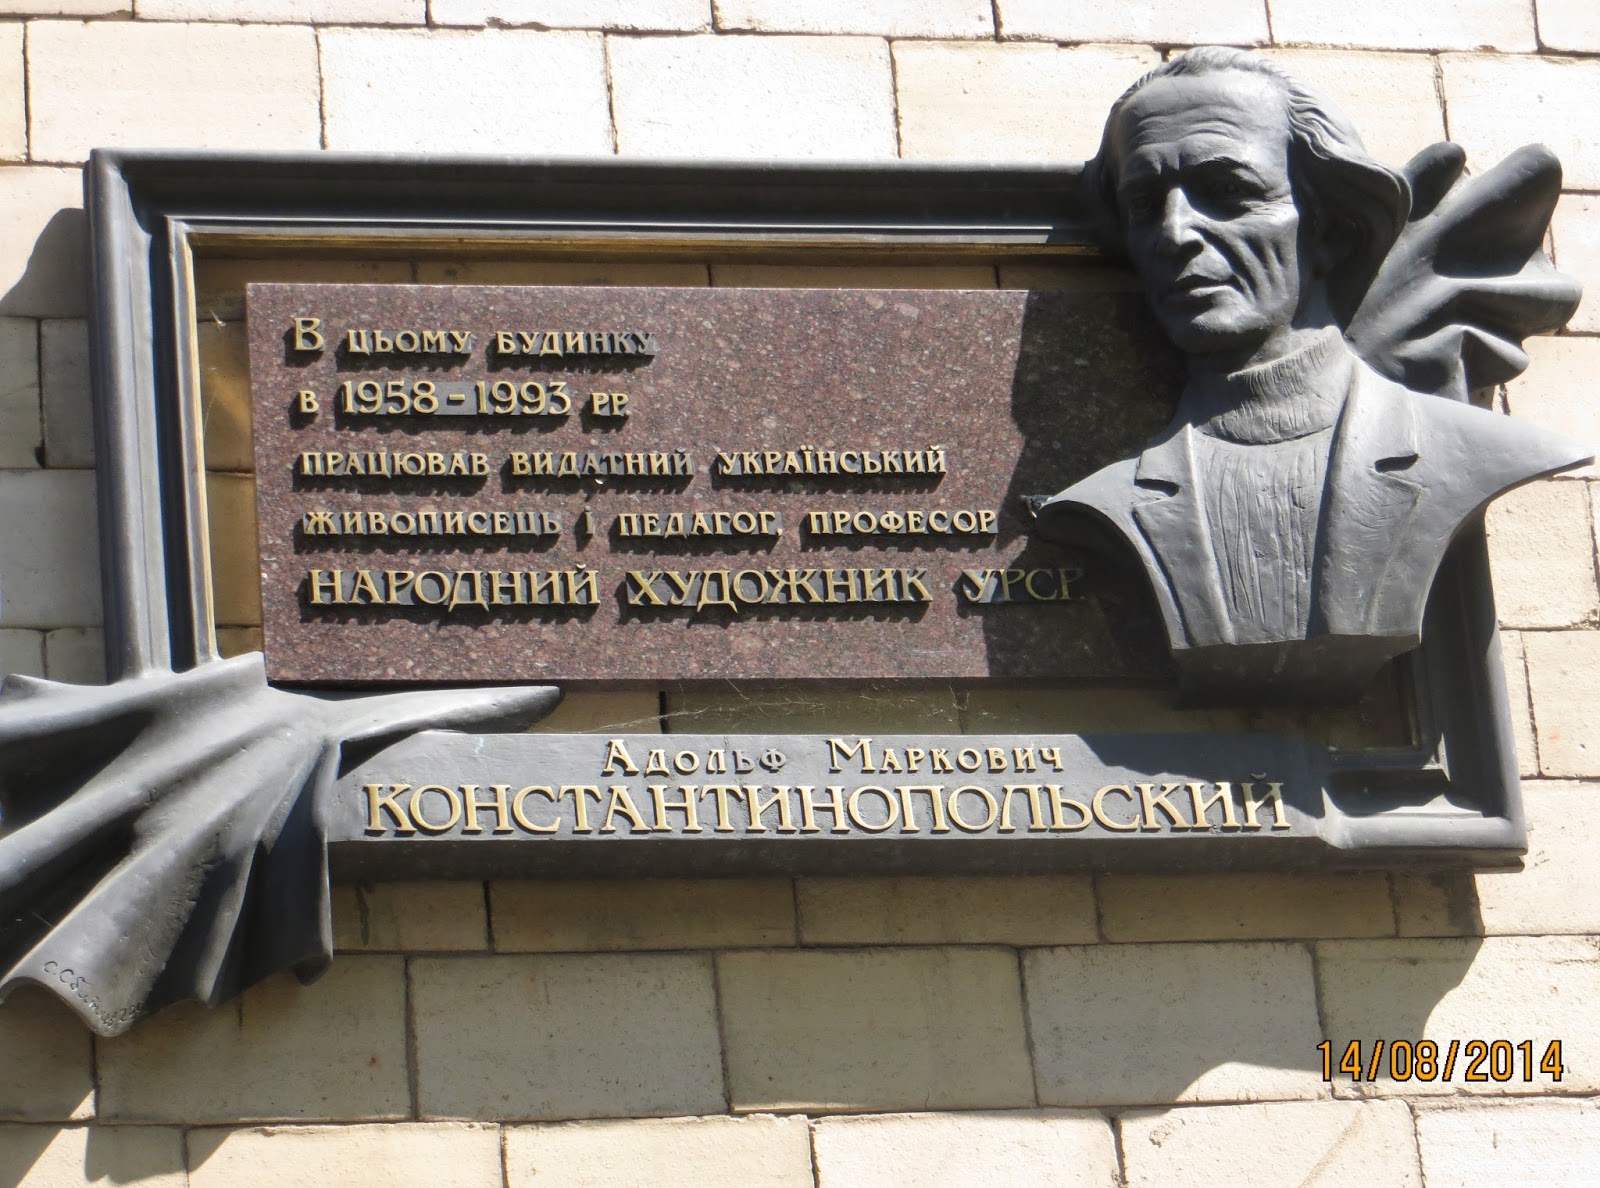 В цьому будинку
в 1958-1993 рр.
працював видатний український
живописець і педагог, професор
народний художник УРСР.
Адольф Маркович
КОНСТАНТИНОПОЛЬСКИЙ
14/08/2014